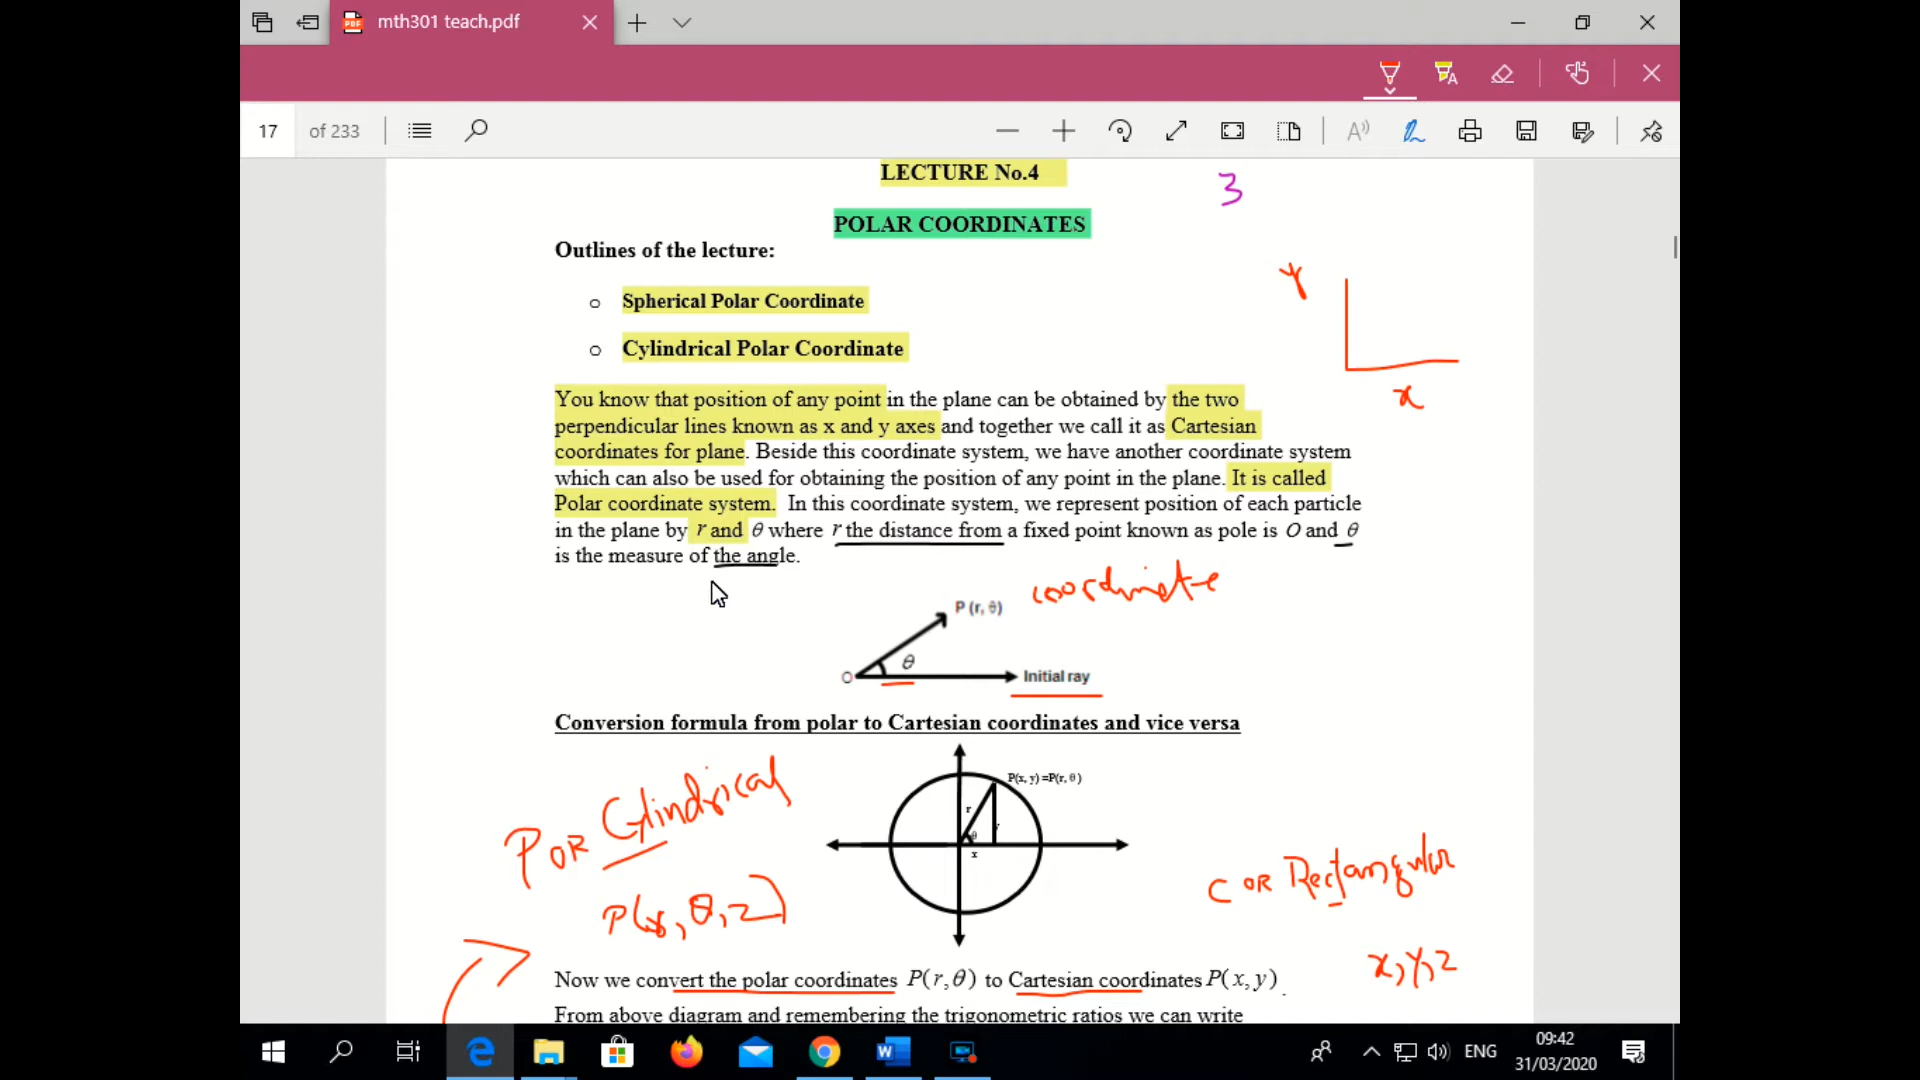 mth301 teach.pdf
17 of 233
LECTURE No.4
3
POLAR COORDINATES
Outlines of the lecture:
Y
o Spherical Polar Coordinate
o Cylindrical Polar Coordinate
x
You know that position of any point in the plane can be obtained by the two
perpendicular lines known as x and y axes and together we call it as Cartesian
coordinates for plane. Beside this coordinate system, we have another coordinate system
which can also be used for obtaining the position of any point in the plane. It is called
Polar coordinate system. In this coordinate system, we represent position of each particle
in the plane by r and θ where r the distance from a fixed point known as pole is O and θ
is the measure of the angle.
coordinate
P (r, θ)
θ
O
Initial ray
Conversion formula from polar to Cartesian coordinates and vice versa
P(x, y) =P(r, θ )
r
θ
y
x
P OR Cylindrical
C OR Rectangular
P(r, θ, z)
x, y, z
Now we convert the polar coordinates P(r,θ) to Cartesian coordinates P(x, y) .
From above diagram and remembering the trigonometric ratios we can write
ENG
09:42
31/03/2020